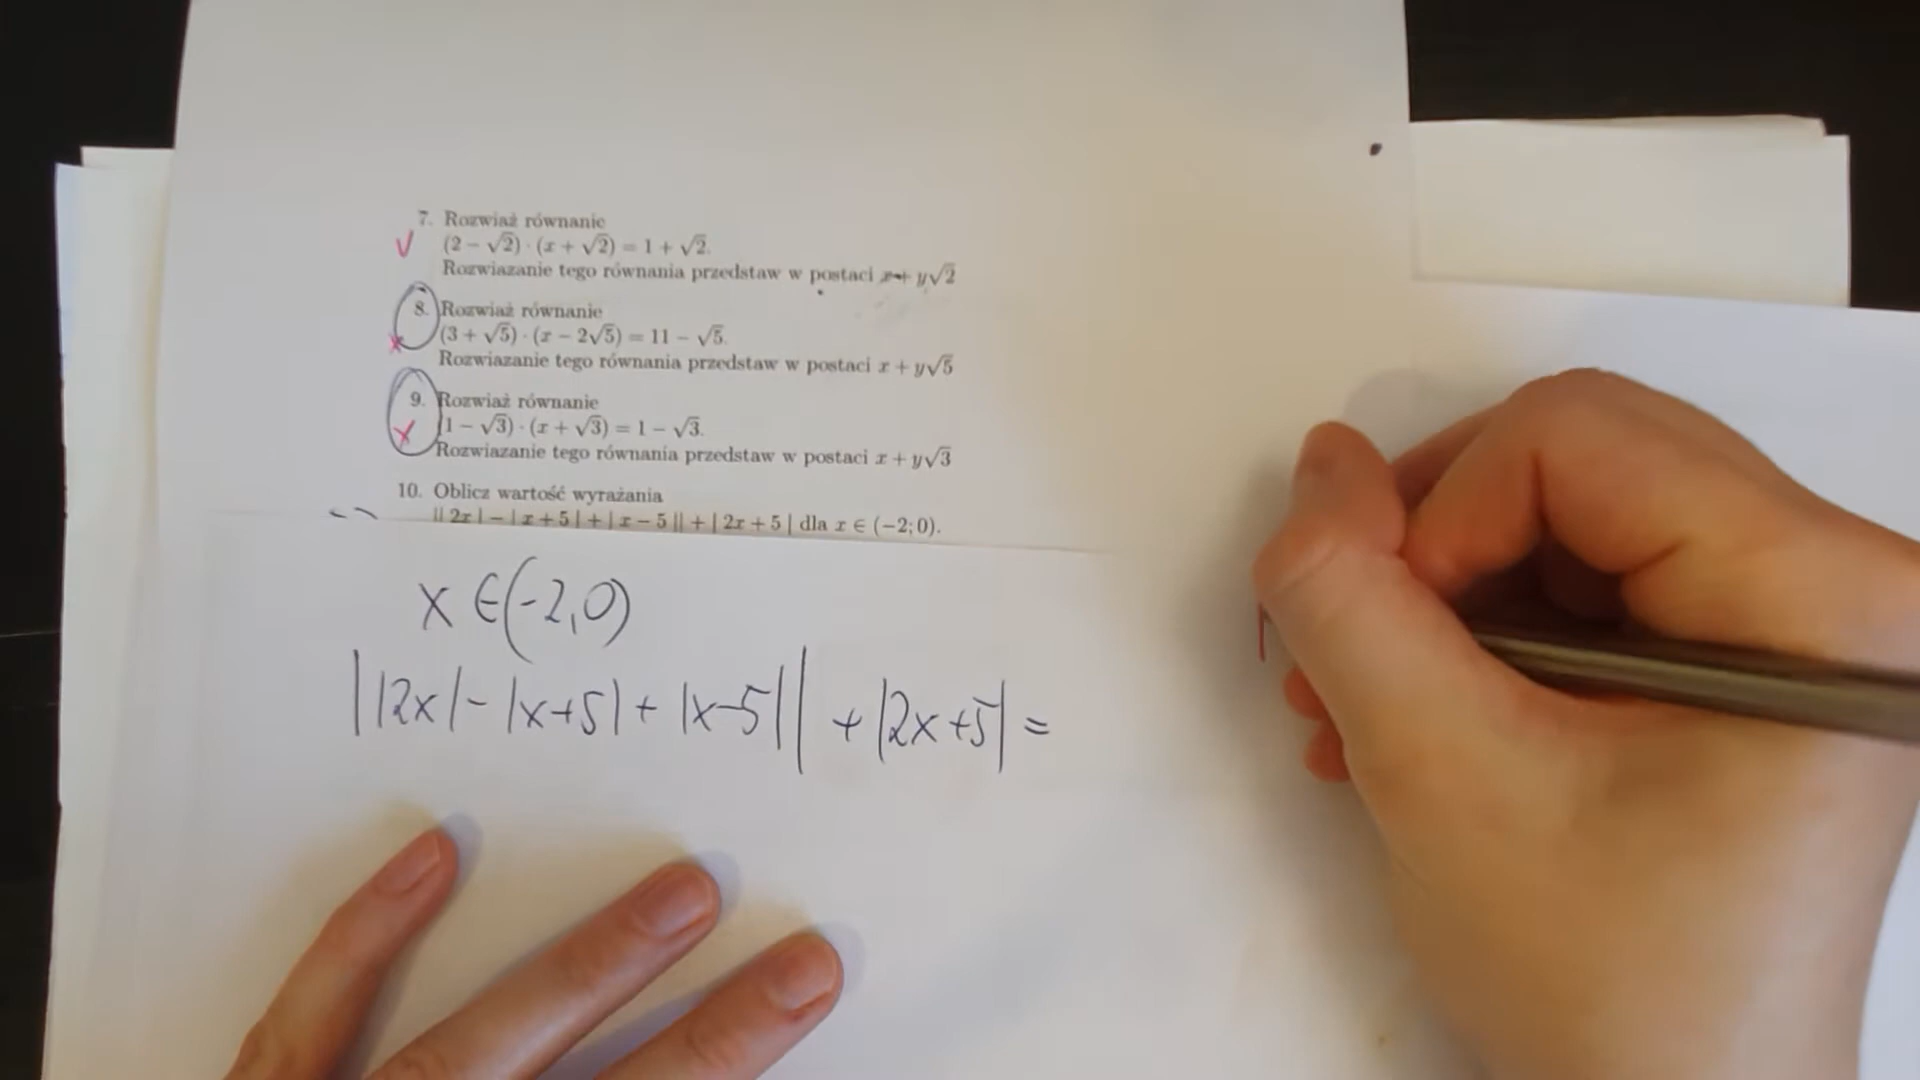 7. Rozwiaż równanie
(2 − √2) · (x + √2) = 1 + √2.
Rozwiazanie tego równania przedstaw w postaci x + y√2
8. Rozwiaż równanie
(3 + √5) · (x − 2√5) = 11 − √5.
Rozwiazanie tego równania przedstaw w postaci x + y√5
9. Rozwiaż równanie
(1 − √3) · (x + √3) = 1 − √3.
Rozwiazanie tego równania przedstaw w postaci x + y√3
10. Oblicz wartość wyrażania
|| 2x | − | x + 5 | + | x − 5 || + | 2x + 5 | dla x ∈ (−2; 0).
x ∈ (-2,0)
||2x| - |x+5| + |x-5|| + |2x+5| =